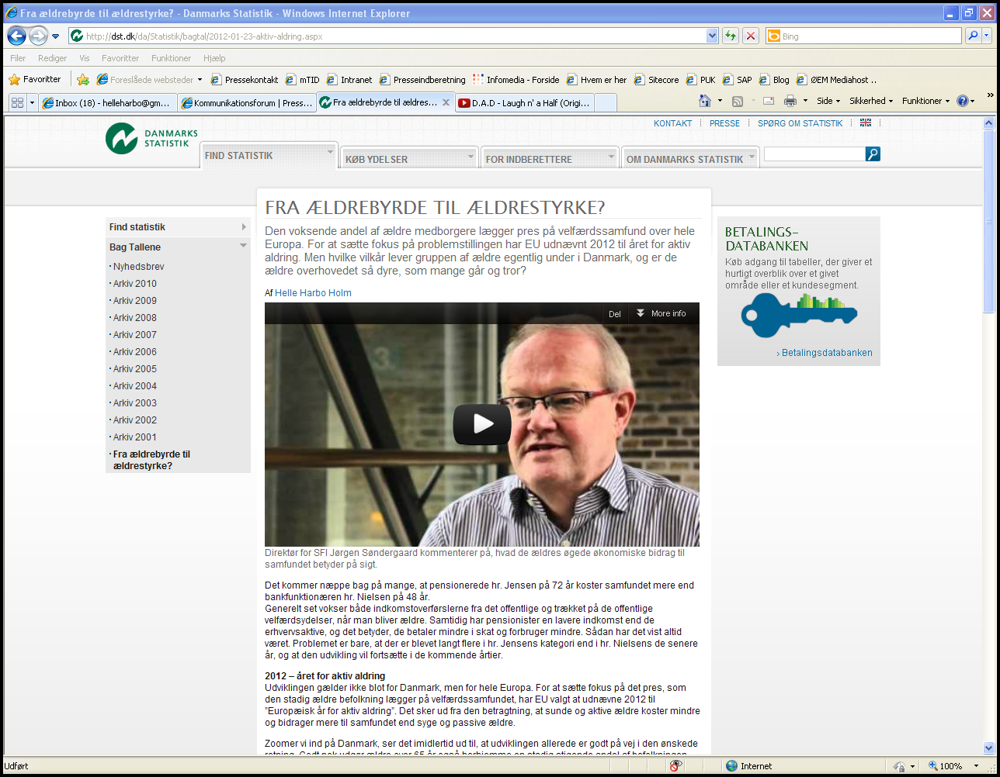 Fra ældrebyrde til ældrestyrke? - Danmarks Statistik - Windows Internet Explorer
http://dst.dk/da/Statistik/bagtal/2012-01-23-aktiv-aldring.aspx
Bing
Filer Rediger Vis Favoritter Funktioner Hjælp
Favoritter Foreslåede websteder Pressekontakt mTID Intranet Presseindberetning Infomedia - Forside Hvem er her Sitecore PUK SAP Blog ØEM Mediahost ..
Inbox (18) - helleharbo@gm... Kommunikationsforum | Press... Fra ældrebyrde til ældres... D.A.D - Laugh n' a Half (Origi... Side Sikkerhed Funktioner
KONTAKT PRESSE SPØRG OM STATISTIK
DANMARKS
STATISTIK
FIND STATISTIK KØB YDELSER FOR INDBERETTERE OM DANMARKS STATISTIK
Find statistik
Bag Tallene
Nyhedsbrev
Arkiv 2010
Arkiv 2009
Arkiv 2008
Arkiv 2007
Arkiv 2006
Arkiv 2005
Arkiv 2004
Arkiv 2003
Arkiv 2002
Arkiv 2001
Fra ældrebyrde til
ældrestyrke?
FRA ÆLDREBYRDE TIL ÆLDRESTYRKE?
Den voksende andel af ældre medborgere lægger pres på velfærdssamfund over hele
Europa. For at sætte fokus på problemstillingen har EU udnævnt 2012 til året for aktiv
aldring. Men hvilke vilkår lever gruppen af ældre egentlig under i Danmark, og er de
ældre overhovedet så dyre, som mange går og tror?
Af Helle Harbo Holm
Del More info
3
Direktør for SFI Jørgen Søndergaard kommenterer på, hvad de ældres øgede økonomiske bidrag til
samfundet betyder på sigt.
Det kommer næppe bag på mange, at pensionerede hr. Jensen på 72 år koster samfundet mere end
bankfunktionæren hr. Nielsen på 48 år.
Generelt set vokser både indkomstoverførslerne fra det offentlige og trækket på de offentlige
velfærdsydelser, når man bliver ældre. Samtidig har pensionister en lavere indkomst end de
erhvervsaktive, og det betyder, de betaler mindre i skat og forbruger mindre. Sådan har det vist altid
været. Problemet er bare, at der er blevet langt flere i hr. Jensens kategori end i hr. Nielsens de senere
år, og at den udvikling vil fortsætte i de kommende årtier.
2012 – året for aktiv aldring
Udviklingen gælder ikke blot for Danmark, men for hele Europa. For at sætte fokus på det pres, som
den stadig ældre befolkning lægger på velfærdssamfundet, har EU valgt at udnævne 2012 til
"Europæisk år for aktiv aldring". Det sker ud fra den betragtning, at sunde og aktive ældre koster mindre
og bidrager mere til samfundet end syge og passive ældre.
Zoomer vi ind på Danmark, ser det imidlertid ud til, at udviklingen allerede er godt på vej i den ønskede
retning. Godt nok udgør ældre over 65 år også herhjemme en stadig stigende andel af befolkningen
BETALINGS-
DATABANKEN
Køb adgang til tabeller, der giver et
hurtigt overblik over et givet
område eller et kundesegment.
Betalingsdatabanken
Udført Internet 100%